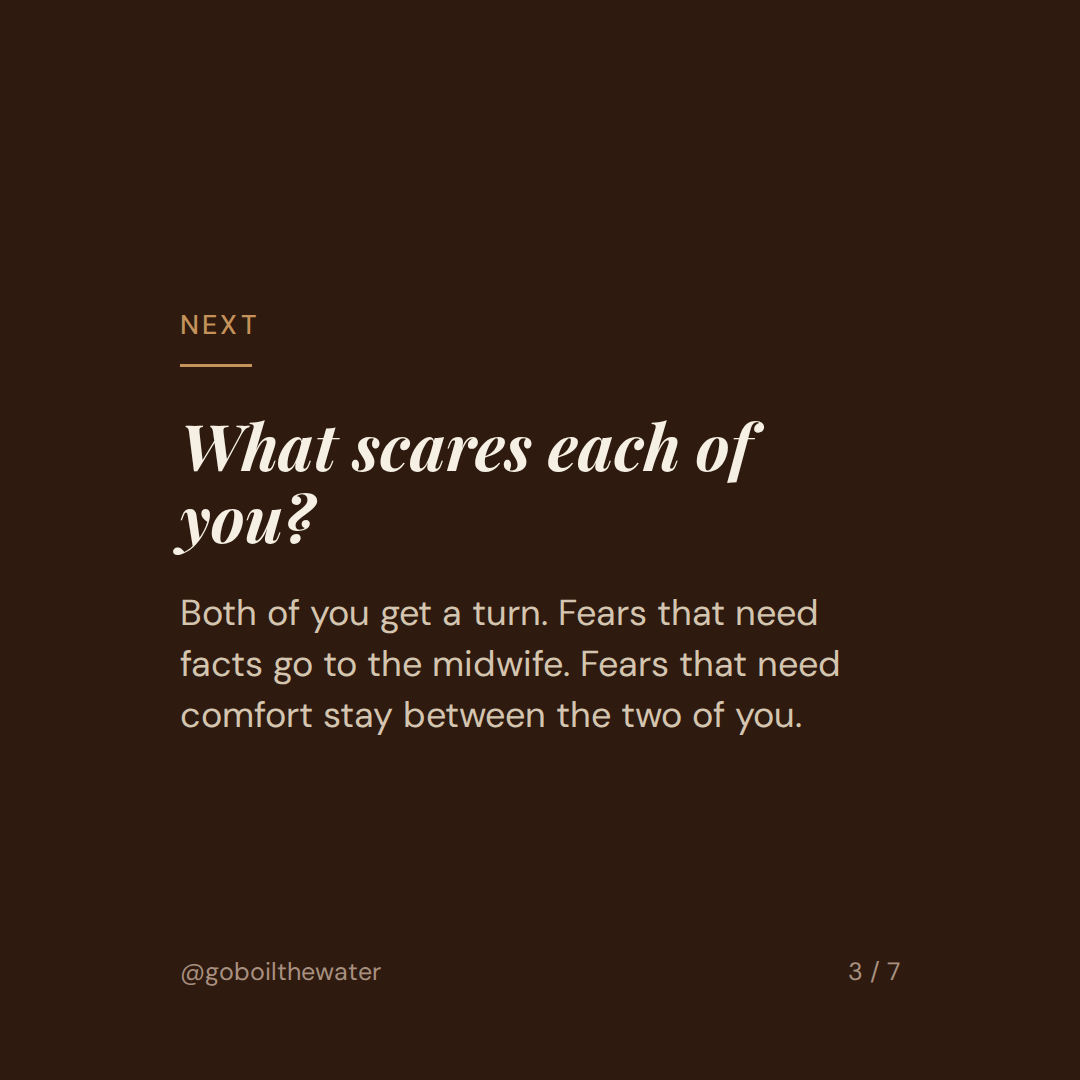 NEXT
What scares each of
you?
Both of you get a turn. Fears that need
facts go to the midwife. Fears that need
comfort stay between the two of you.
@goboilthewater
3 / 7